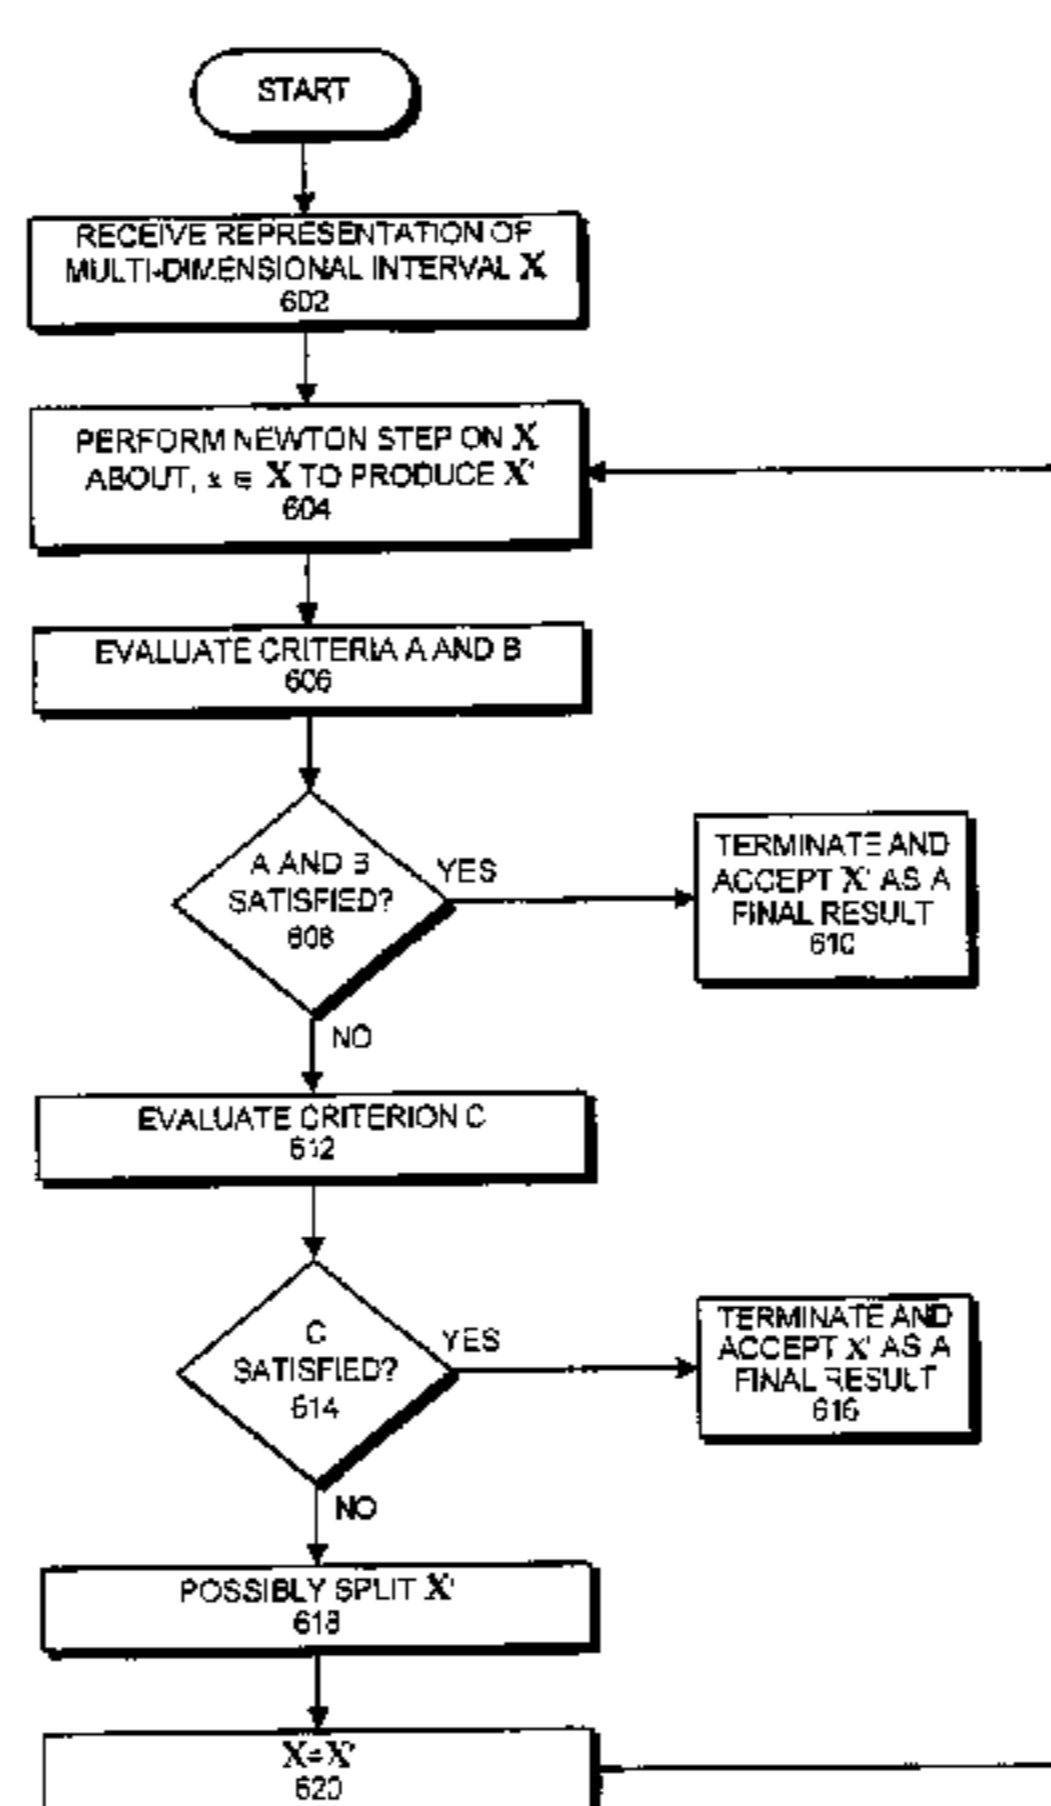 START
RECEIVE REPRESENTATION OF
MULTI-DIMENSIONAL INTERVAL X
602
PERFORM NEWTON STEP ON X
ABOUT, x ∈ X TO PRODUCE X'
604
EVALUATE CRITERIA A AND B
606
A AND B
SATISFIED?
608
YES
TERMINATE AND
ACCEPT X' AS A
FINAL RESULT
610
NO
EVALUATE CRITERION C
612
C
SATISFIED?
614
YES
TERMINATE AND
ACCEPT X' AS A
FINAL RESULT
616
NO
POSSIBLY SPLIT X'
618
X=X'
620